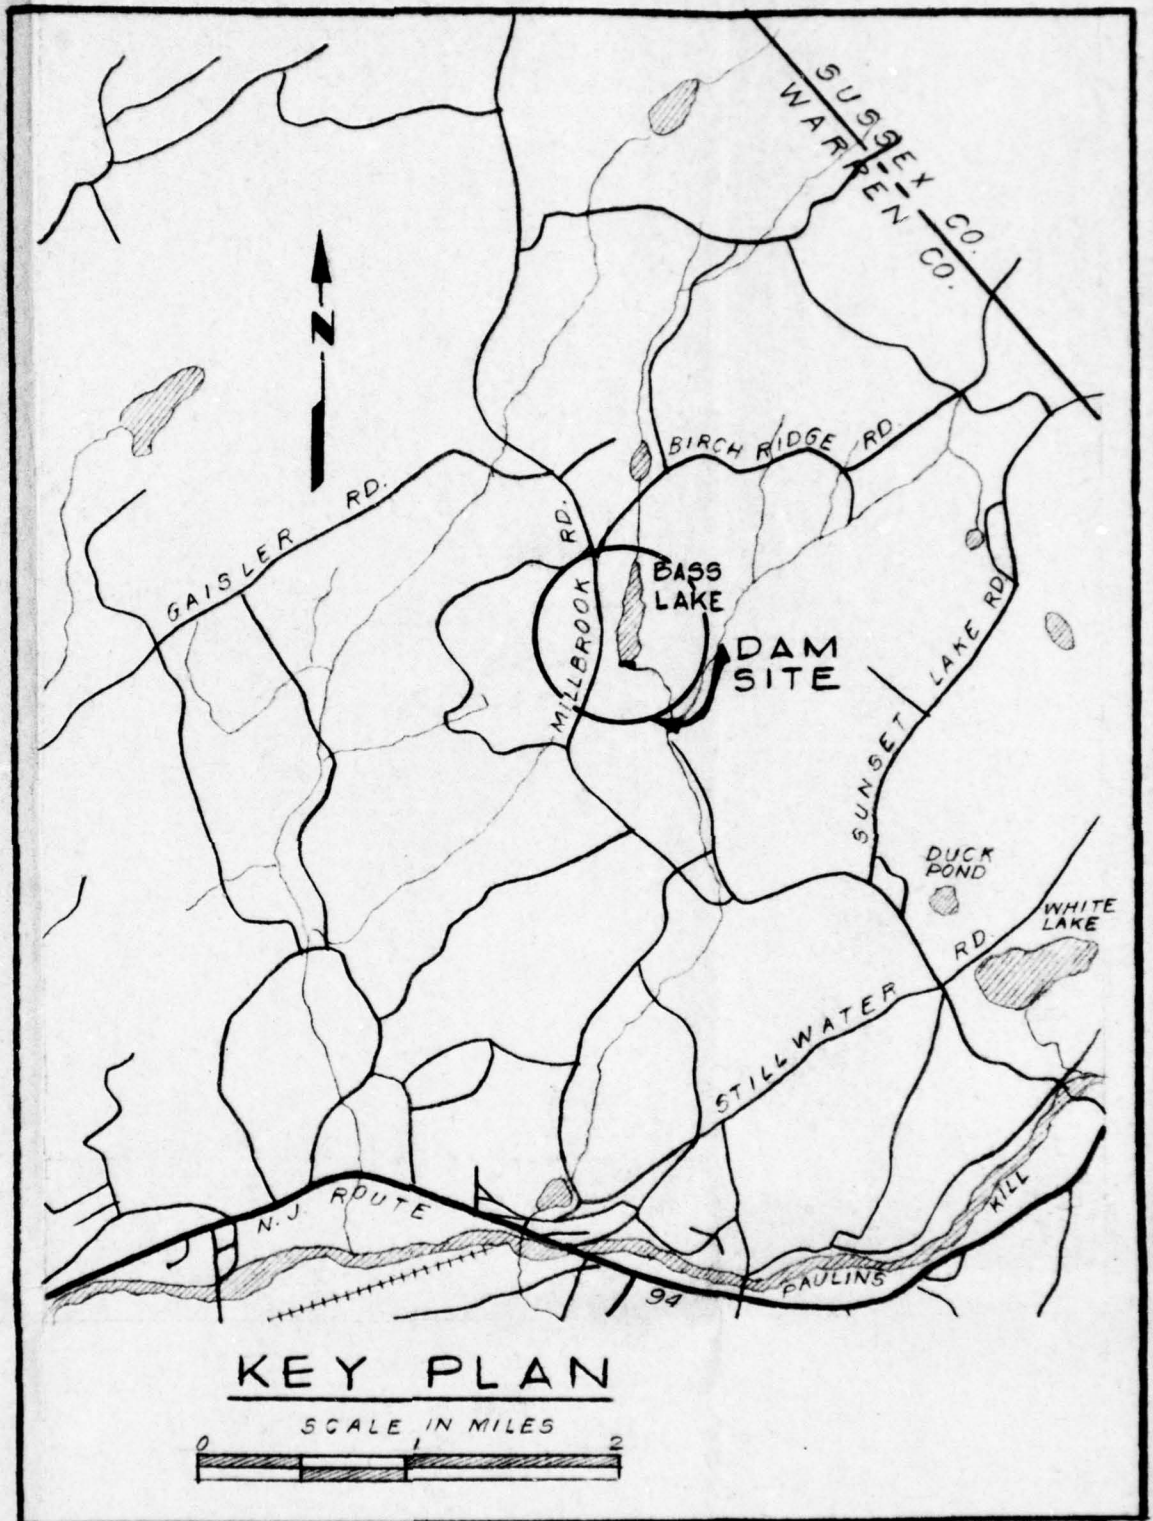 SUSSEX CO.
WARREN CO.
N
BIRCH RIDGE RD.
GAISLER RD.
MILLBROOK RD.
BASS
LAKE
DAM
SITE
SUNSET LAKE RD.
DUCK
POND
WHITE
LAKE
STILLWATER RD.
N.J. ROUTE 94
PAULINS KILL
KEY PLAN
SCALE IN MILES
0 1 2